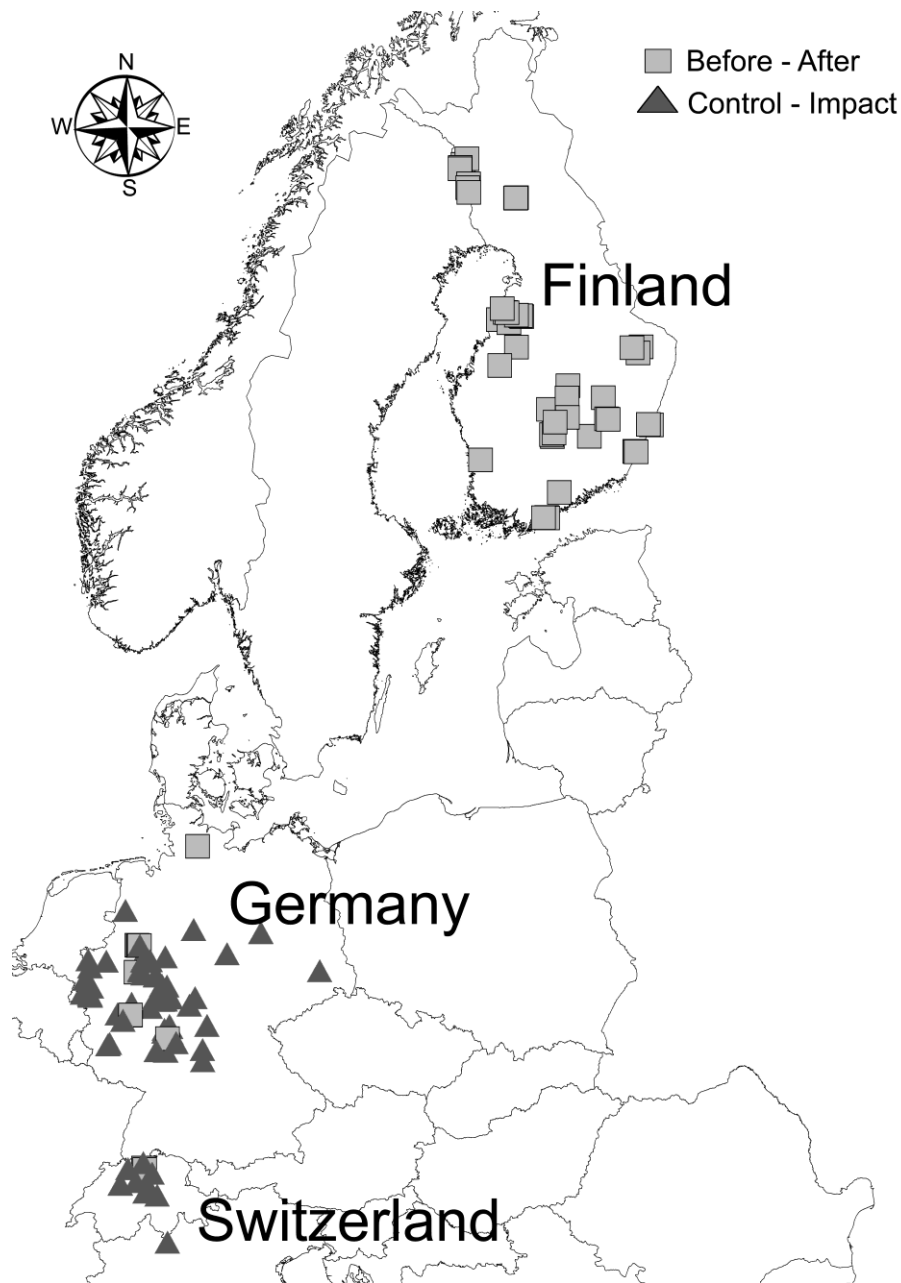 N
W E
S
Before - After
Control - Impact
Finland
Germany
Switzerland